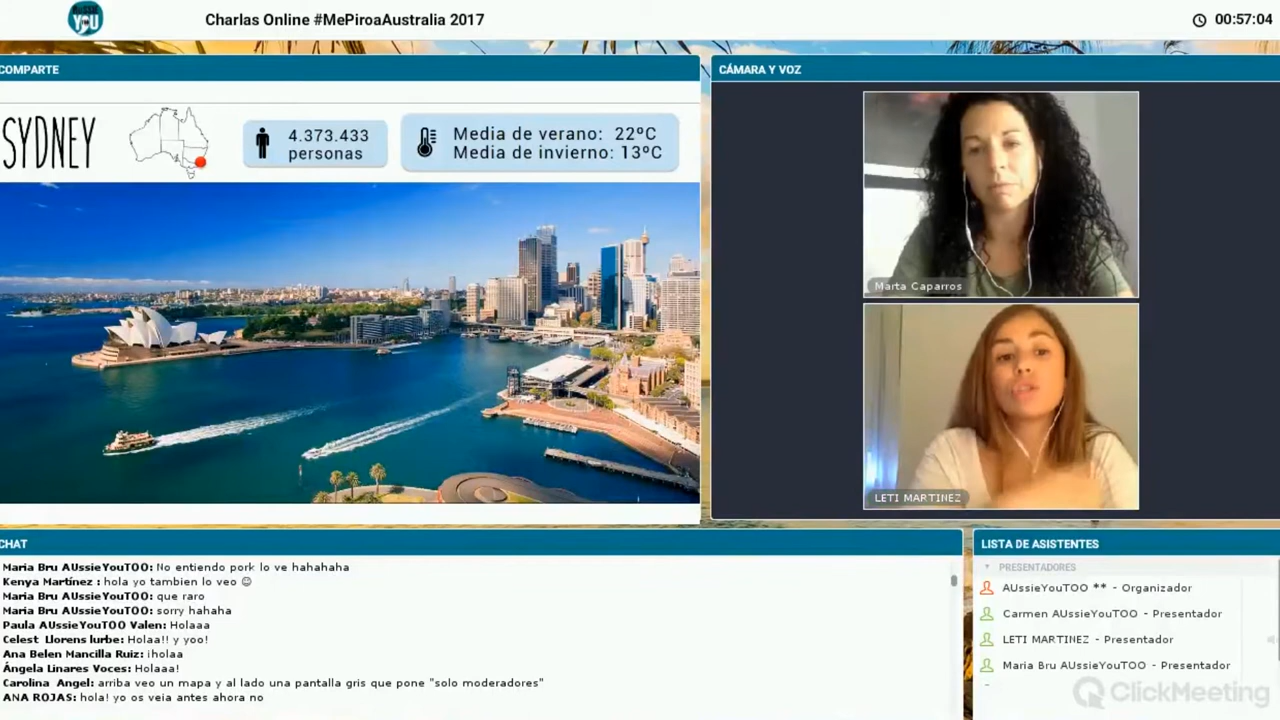 AUSSIE
YOU
Charlas Online #MePiroaAustralia 2017
00:57:04
COMPARTE
CÁMARA Y VOZ
SYDNEY
4.373.433
personas
Media de verano: 22ºC
Media de invierno: 13ºC
Marta Caparros
LETI MARTINEZ
CHAT
Maria Bru AUssieYouTOO: No entiendo pork lo ve hahahaha
Kenya Martínez : hola yo tambien lo veo ☺
Maria Bru AUssieYouTOO: que raro
Maria Bru AUssieYouTOO: sorry hahaha
Paula AUssieYouTOO Valen: Holaaa
Celest Llorens lurbe: Holaa!! y yoo!
Ana Belen Mancilla Ruiz: ¡holaa
Ángela Linares Voces: Holaaa!
Carolina Angel: arriba veo un mapa y al lado una pantalla gris que pone "solo moderadores"
ANA ROJAS: hola! yo os veia antes ahora no
LISTA DE ASISTENTES
PRESENTADORES
AUssieYouTOO ** - Organizador
Carmen AUssieYouTOO - Presentador
LETI MARTINEZ - Presentador
Maria Bru AUssieYouTOO - Presentador
ClickMeeting